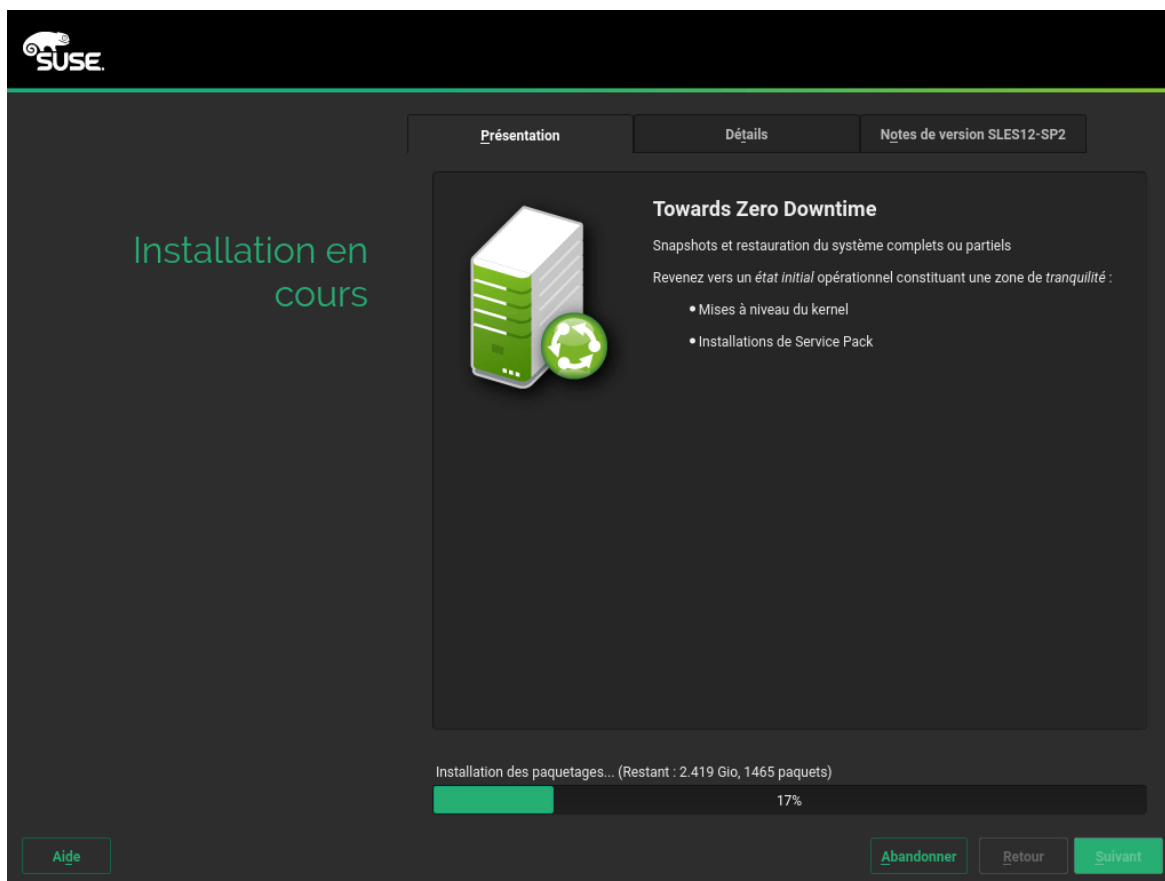 SUSE.
Présentation
Détails
Notes de version SLES12-SP2
Installation en
cours
Towards Zero Downtime
Snapshots et restauration du système complets ou partiels
Revenez vers un état initial opérationnel constituant une zone de tranquilité :
• Mises à niveau du kernel
• Installations de Service Pack
Installation des paquetages... (Restant : 2.419 Gio, 1465 paquets)
17%
Aide
Abandonner
Retour
Suivant